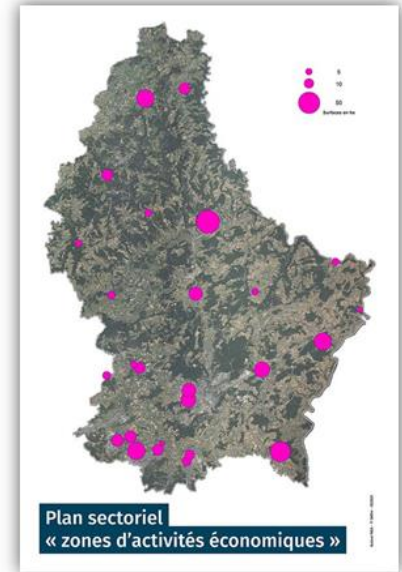 5
10
50
Surfaces en ha
Plan sectoriel
« zones d'activités économiques »